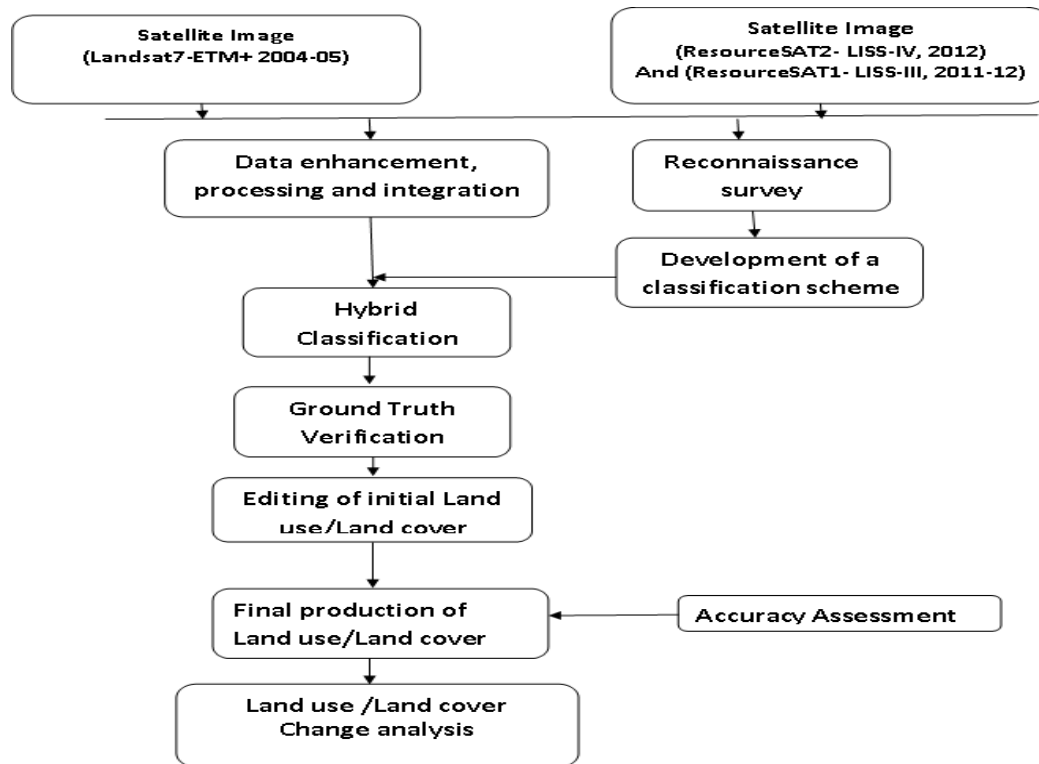 Satellite Image
(Landsat7-ETM+ 2004-05)
Satellite Image
(ResourceSAT2- LISS-IV, 2012)
And (ResourceSAT1- LISS-III, 2011-12)
Data enhancement,
processing and integration
Reconnaissance
survey
Development of a
classification scheme
Hybrid
Classification
Ground Truth
Verification
Editing of initial Land
use/Land cover
Final production of
Land use/Land cover
Accuracy Assessment
Land use /Land cover
Change analysis